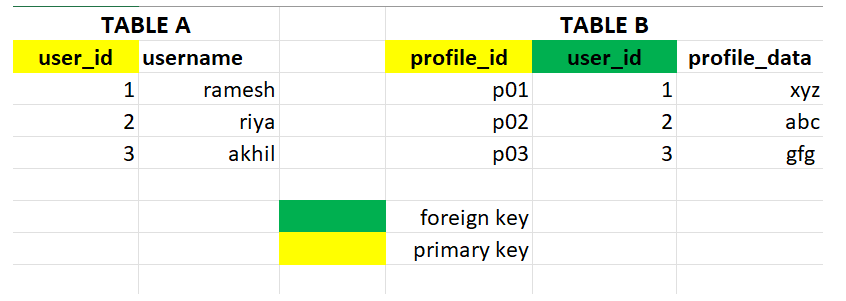 TABLE A TABLE B
user_id username profile_id user_id profile_data
1 ramesh p01 1 xyz
2 riya p02 2 abc
3 akhil p03 3 gfg
foreign key
primary key